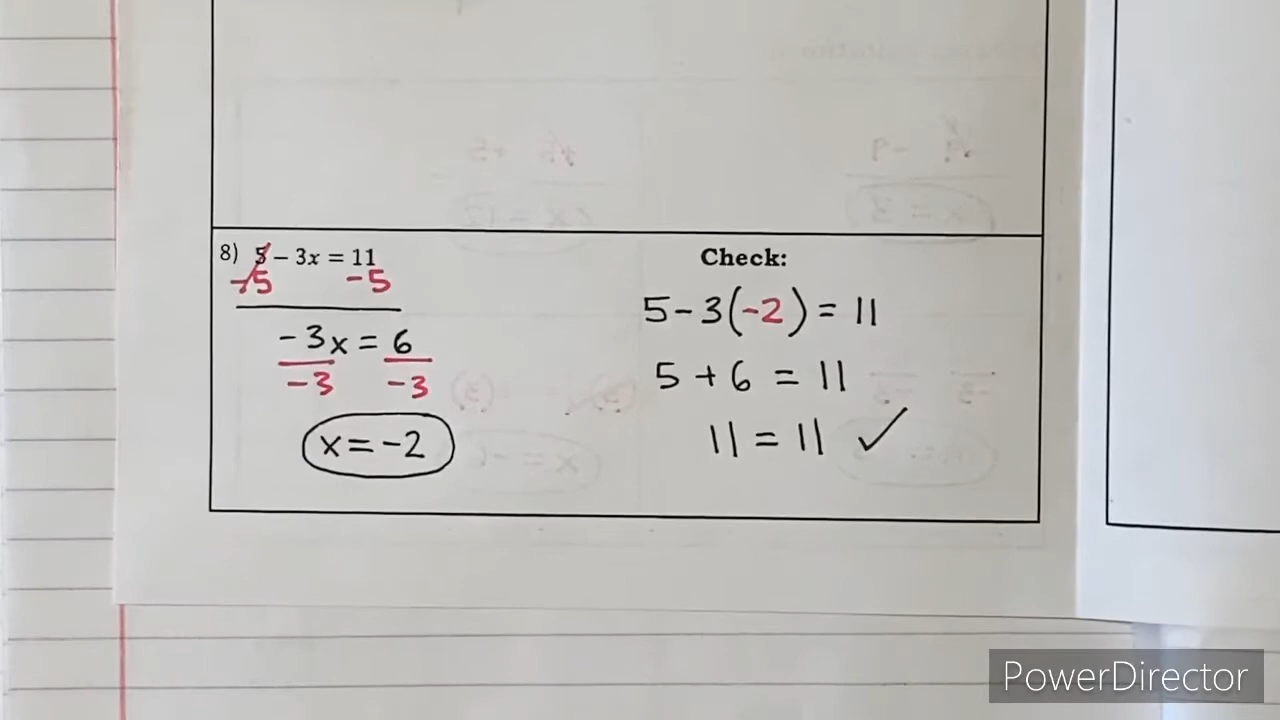 8) 5 – 3x = 11
-5 -5
-3x = 6
-3 -3
x = -2
Check:
5 - 3(-2) = 11
5 + 6 = 11
11 = 11 ✓
PowerDirector